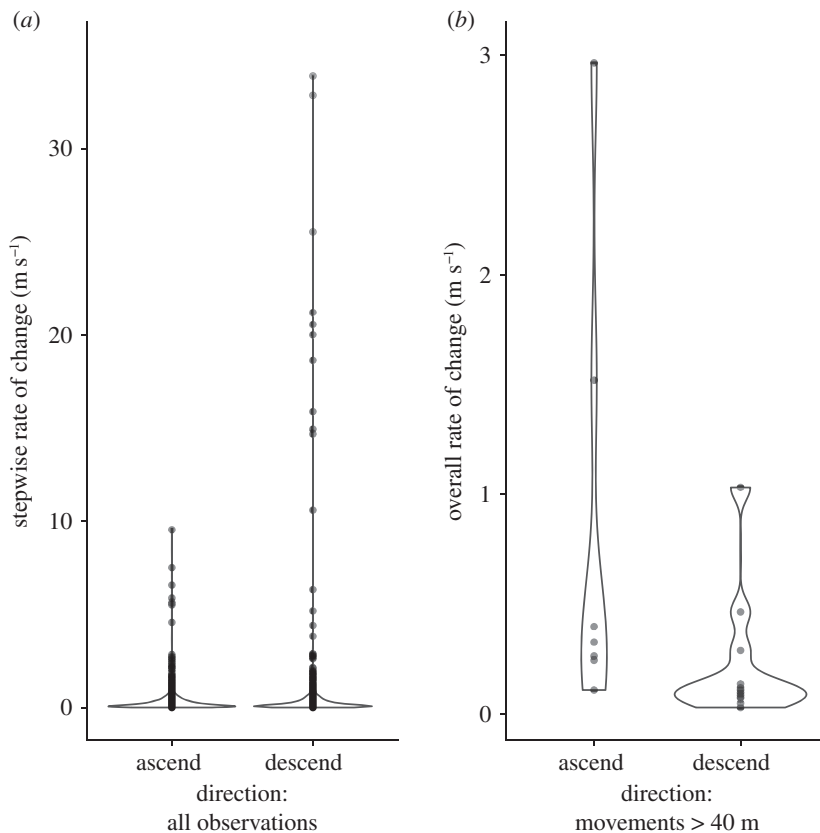 (a)
stepwise rate of change (m s⁻¹)
30
20
10
0
ascend descend
direction:
all observations
(b)
overall rate of change (m s⁻¹)
3
2
1
0
ascend descend
direction:
movements > 40 m